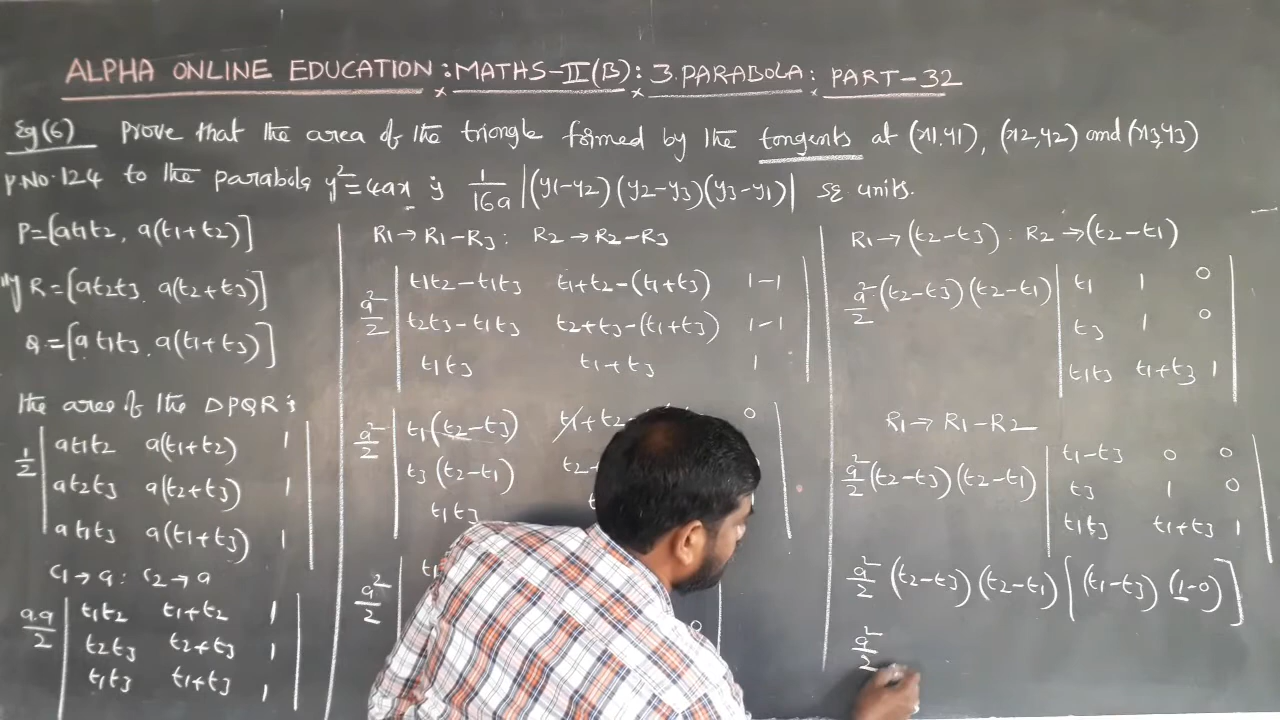 ALPHA ONLINE EDUCATION : MATHS-II(B) : 3.PARABOLA : PART-32
Eg(6) Prove that the area of the triangle formed by the tangents at (x1,y1), (x2,y2) and (x3,y3)
P.No.124 to the parabola y²=4ax is 1/16a |(y1-y2)(y2-y3)(y3-y1)| sq units.
P=[at1t2, a(t1+t2)]
R=[at2t3, a(t2+t3)]
Q=[at1t3, a(t1+t3)]
the area of the ΔPQR is
1/2 | at1t2 a(t1+t2) 1
at2t3 a(t2+t3) 1
at1t3 a(t1+t3) 1 |
C1→a : C2→a
a.a/2 | t1t2 t1+t2 1
t2t3 t2+t3 1
t1t3 t1+t3 1 |
R1→R1-R3 : R2→R2-R3
a²/2 | t1t2-t1t3 t1+t2-(t1+t3) 1-1
t2t3-t1t3 t2+t3-(t1+t3) 1-1
t1t3 t1+t3 1 |
a²/2 | t1(t2-t3) t1+t2- 0
t3(t2-t1) t2-
t1t3
a²/2 |
R1→(t2-t3) : R2→(t2-t1)
a²/2 (t2-t3)(t2-t1) | t1 1 0
t3 1 0
t1t3 t1+t3 1 |
R1→R1-R2
a²/2 (t2-t3)(t2-t1) | t1-t3 0 0
t3 1 0
t1t3 t1+t3 1 |
a²/2 (t2-t3)(t2-t1)[(t1-t3)(1-0)]
a²/2